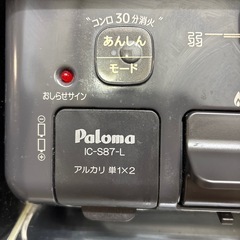 "コンロ30分消火"
あんしん
モード
弱
おしらせサイン
Paloma
IC-S87-L
アルカリ 単1×2